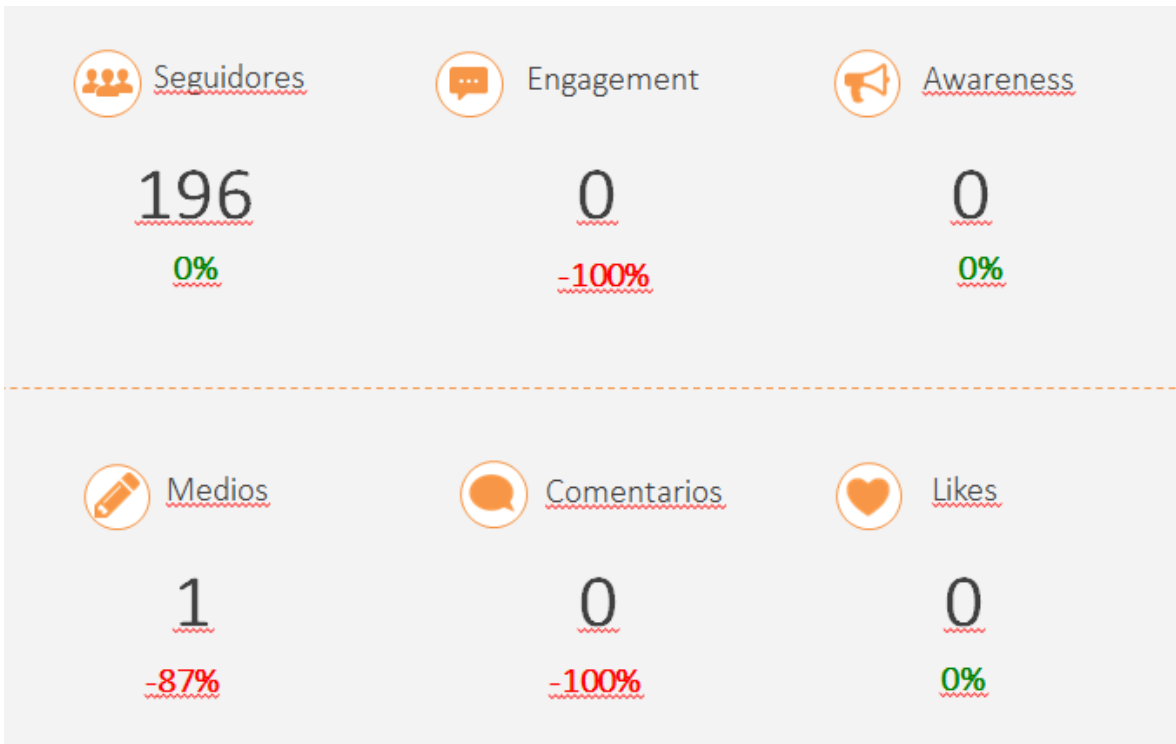 Seguidores Engagement Awareness
196 0 0
0% -100% 0%
Medios Comentarios Likes
1 0 0
-87% -100% 0%